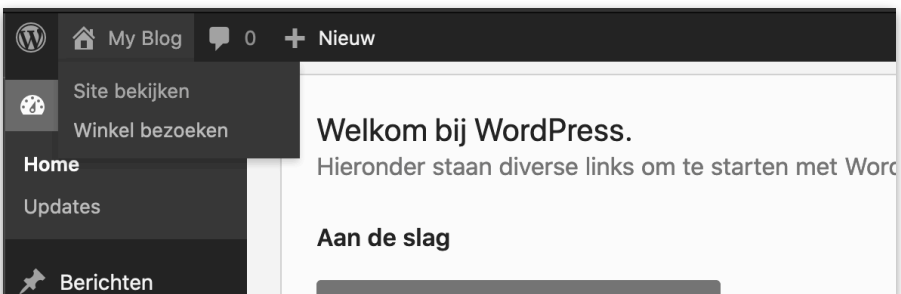 My Blog 0 Nieuw
Site bekijken
Winkel bezoeken
Welkom bij WordPress.
Hieronder staan diverse links om te starten met Word
Home
Updates
Aan de slag
Berichten